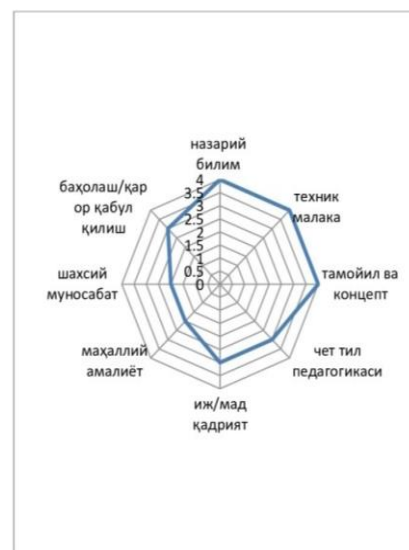 назарий
билим
техник
малака
тамойил ва
концепт
чет тил
педагогикаси
иж/мад
қадрият
маҳаллий
амалиёт
шахсий
муносабат
баҳолаш/қар
ор қабул
қилиш
4
3.5
3
2.5
2
1.5
1
0.5
0